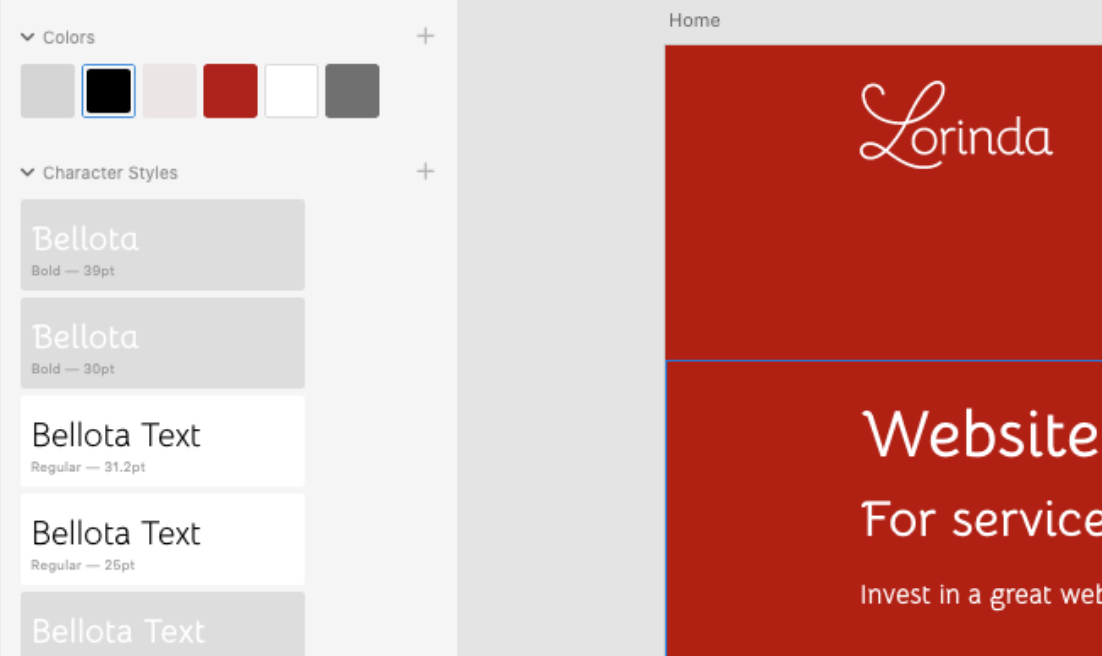 Colors
Character Styles
Bellota
Bold — 39pt
Bellota
Bold — 30pt
Bellota Text
Regular — 31.2pt
Bellota Text
Regular — 25pt
Bellota Text
Home
Lorinda
Website
For service
Invest in a great web